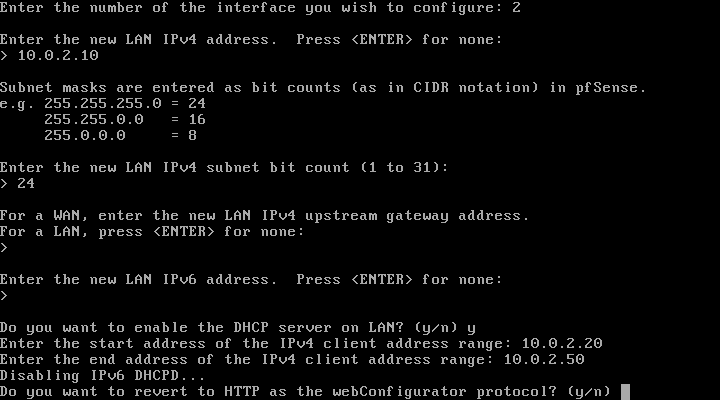 Enter the number of the interface you wish to configure: 2
Enter the new LAN IPv4 address.  Press <ENTER> for none:
> 10.0.2.10
Subnet masks are entered as bit counts (as in CIDR notation) in pfSense.
e.g. 255.255.255.0 = 24
     255.255.0.0   = 16
     255.0.0.0     = 8
Enter the new LAN IPv4 subnet bit count (1 to 31):
> 24
For a WAN, enter the new LAN IPv4 upstream gateway address.
For a LAN, press <ENTER> for none:
>
Enter the new LAN IPv6 address.  Press <ENTER> for none:
>
Do you want to enable the DHCP server on LAN? (y/n) y
Enter the start address of the IPv4 client address range: 10.0.2.20
Enter the end address of the IPv4 client address range: 10.0.2.50
Disabling IPv6 DHCPD...
Do you want to revert to HTTP as the webConfigurator protocol? (y/n)